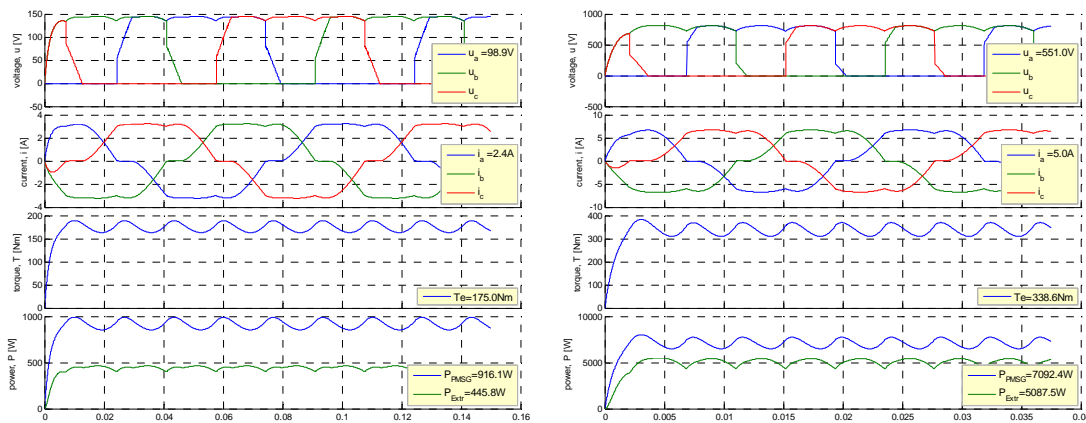 150
100
50
0
-50
voltage, u [V]
u_a =98.9V
u_b
u_c
4
2
0
-2
-4
current, i [A]
i_a =2.4A
i_b
i_c
200
150
100
50
0
torque, T [Nm]
Te=175.0Nm
1000
500
0
power, P [W]
P_PMSG=916.1W
P_Extr=445.8W
0 0.02 0.04 0.06 0.08 0.1 0.12 0.14 0.16
1000
500
0
-500
voltage, u [V]
u_a =551.0V
u_b
u_c
10
5
0
-5
-10
current, i [A]
i_a =5.0A
i_b
i_c
400
300
200
100
0
torque, T [Nm]
Te=338.6Nm
10000
5000
0
power, P [W]
P_PMSG=7092.4W
P_Extr=5087.5W
0 0.005 0.01 0.015 0.02 0.025 0.03 0.035